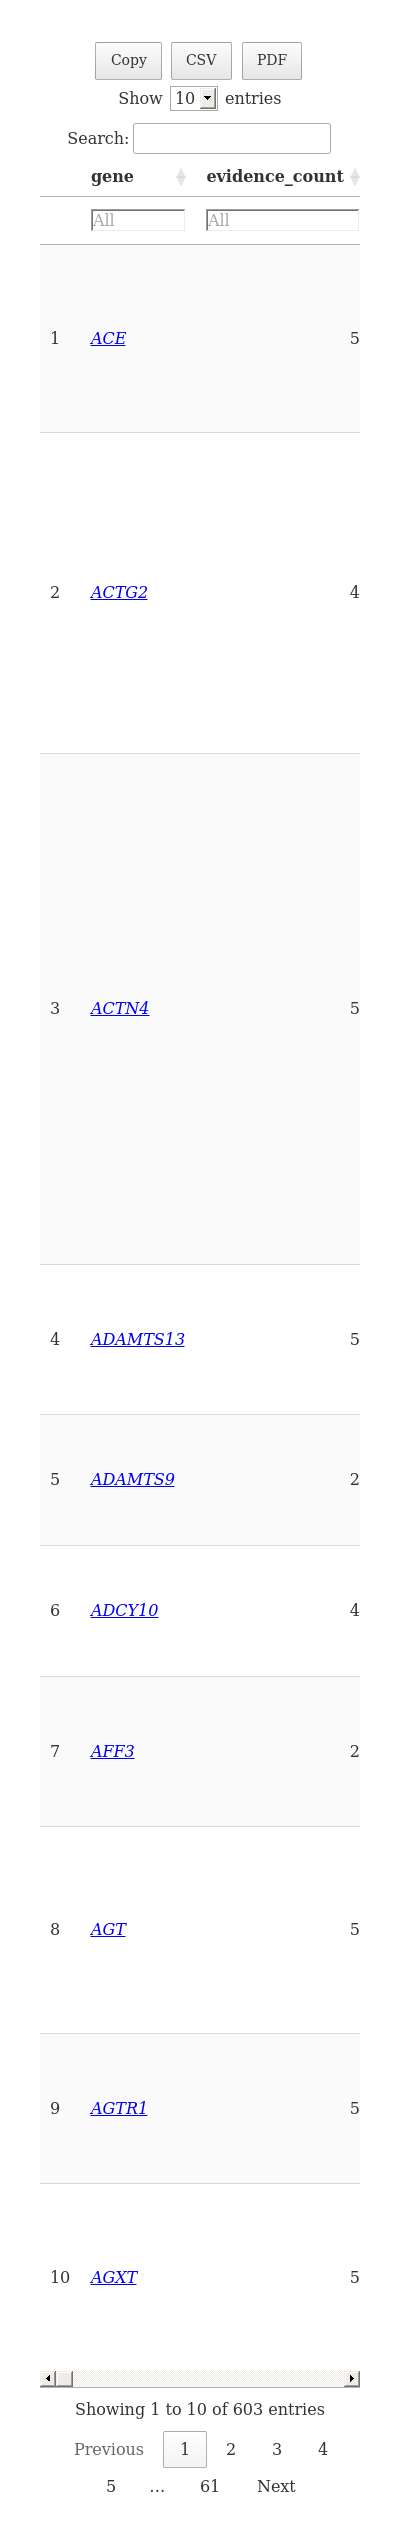 Copy CSV PDF
Show 10 entries
Search:
gene evidence_count
All All
1 ACE 5
2 ACTG2 4
3 ACTN4 5
4 ADAMTS13 5
5 ADAMTS9 2
6 ADCY10 4
7 AFF3 2
8 AGT 5
9 AGTR1 5
10 AGXT 5
Showing 1 to 10 of 603 entries
Previous 1 2 3 4
5 … 61 Next